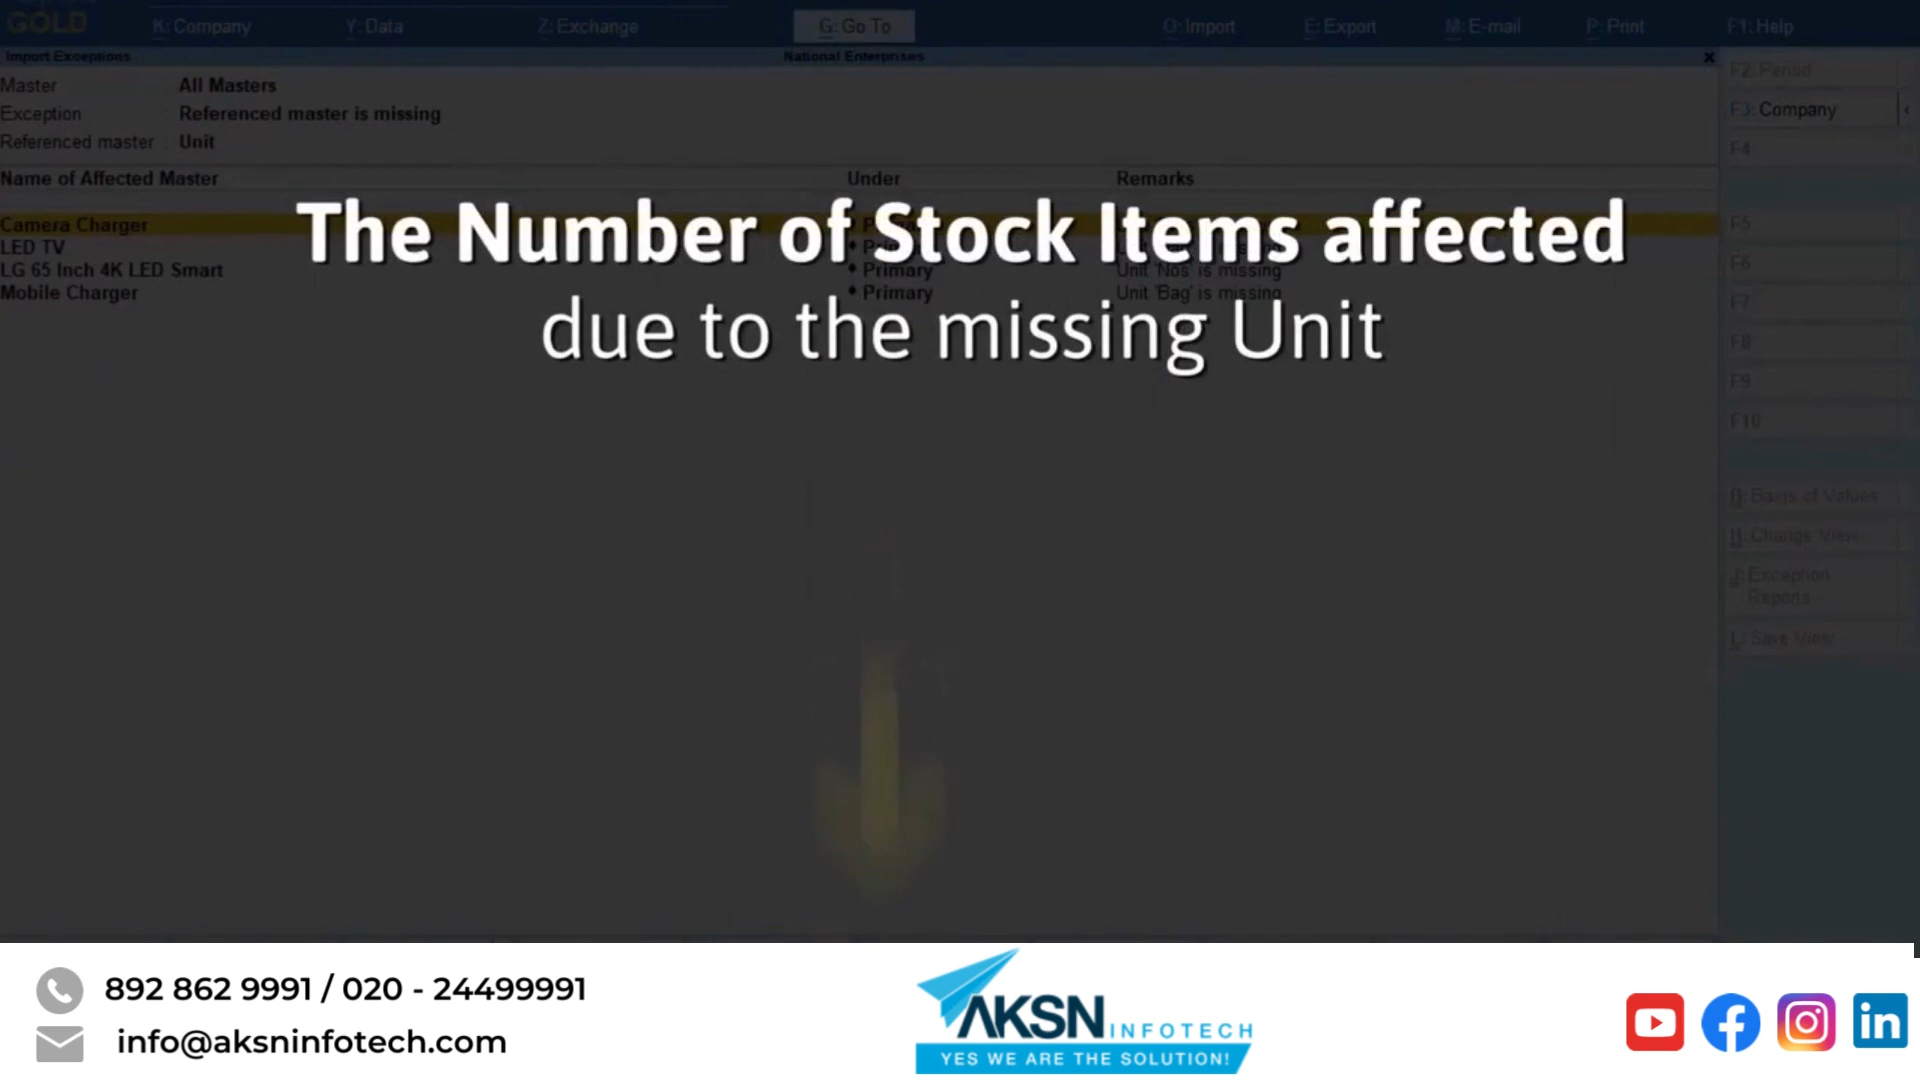 GOLD
K: Company Y: Data Z: Exchange G: Go To O: Import E: Export M: E-mail P: Print F1: Help
Import Exceptions National Enterprises
F2: Period
Master : All Masters
F3: Company
Exception : Referenced master is missing
Referenced master : Unit
F4
Name of Affected Master Under Remarks
The Number of Stock Items affected
due to the missing Unit
Camera Charger
LED TV
LG 65 Inch 4K LED Smart ♦ Primary Unit 'Nos' is missing
Mobile Charger ♦ Primary Unit 'Bag' is missing
F5
F6
F7
F8
F9
F10
B: Basis of Values
H: Change View
J: Exception
Reports
L: Save View
892 862 9991 / 020 - 24499991
info@aksninfotech.com
AKSN INFOTECH
YES WE ARE THE SOLUTION!
in